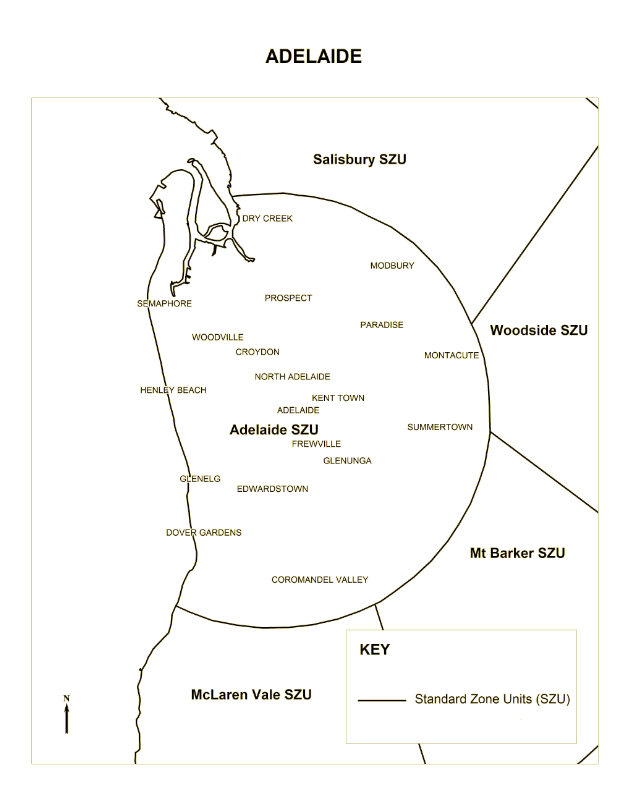 ADELAIDE
Salisbury SZU
DRY CREEK
MODBURY
PROSPECT
SEMAPHORE
PARADISE
Woodside SZU
WOODVILLE
CROYDON
MONTACUTE
NORTH ADELAIDE
HENLEY BEACH
KENT TOWN
ADELAIDE
SUMMERTOWN
Adelaide SZU
FREWVILLE
GLENUNGA
GLENELG
EDWARDSTOWN
DOVER GARDENS
Mt Barker SZU
COROMANDEL VALLEY
KEY
McLaren Vale SZU
Standard Zone Units (SZU)
N